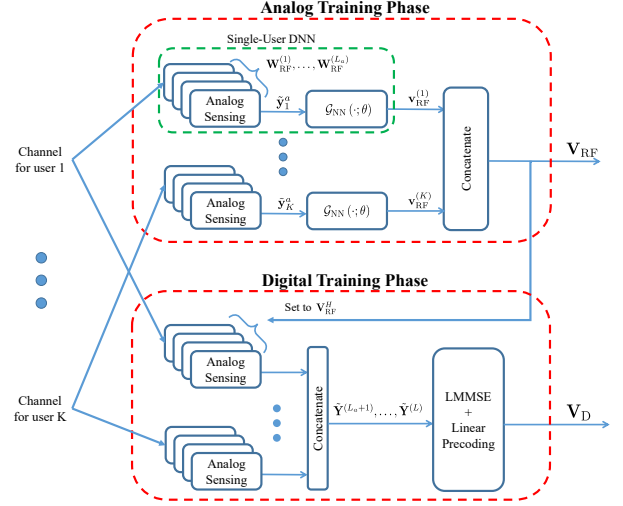 Analog Training Phase
Single-User DNN
W_RF^(1), ..., W_RF^(L_a)
Analog
Sensing
ỹ_1^a
G_NN (·; θ)
v_RF^(1)
Channel
for user 1
Concatenate
V_RF
Analog
Sensing
ỹ_K^a
G_NN (·; θ)
v_RF^(K)
Digital Training Phase
Set to V_RF^H
Analog
Sensing
Concatenate
Ỹ^(L_a+1), ..., Ỹ^(L)
LMMSE
+
Linear
Precoding
V_D
Channel
for user K
Analog
Sensing